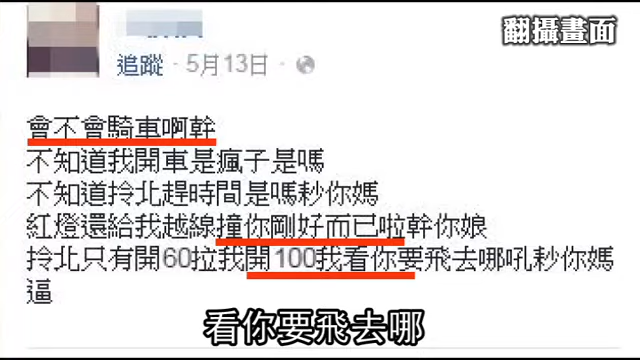 翻攝畫面
追蹤・5月13日・
會不會騎車啊幹
不知道我開車是瘋子是嗎
不知道拎北趕時間是嗎耖你媽
紅燈還給我越線撞你剛好而已啦幹你娘
拎北只有開60拉我開100我看你要飛去哪吼耖你媽
逼
看你要飛去哪